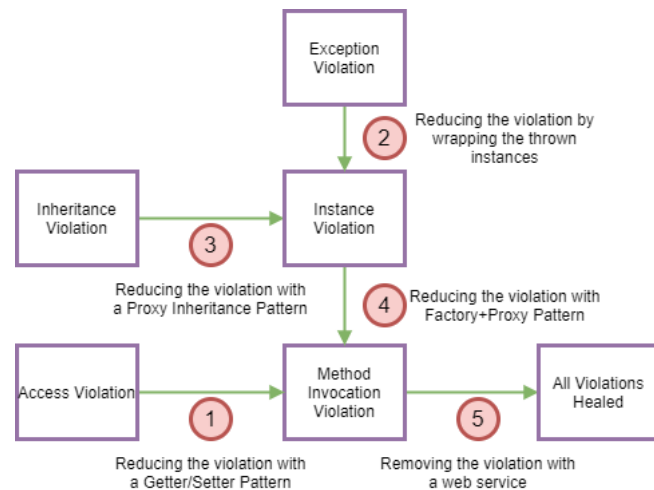 Exception
Violation
2
Reducing the violation by
wrapping the thrown
instances
Inheritance
Violation
3
Reducing the violation with
a Proxy Inheritance Pattern
Instance
Violation
4
Reducing the violation with
Factory+Proxy Pattern
Access Violation
1
Reducing the violation with
a Getter/Setter Pattern
Method
Invocation
Violation
5
Removing the violation with
a web service
All Violations
Healed